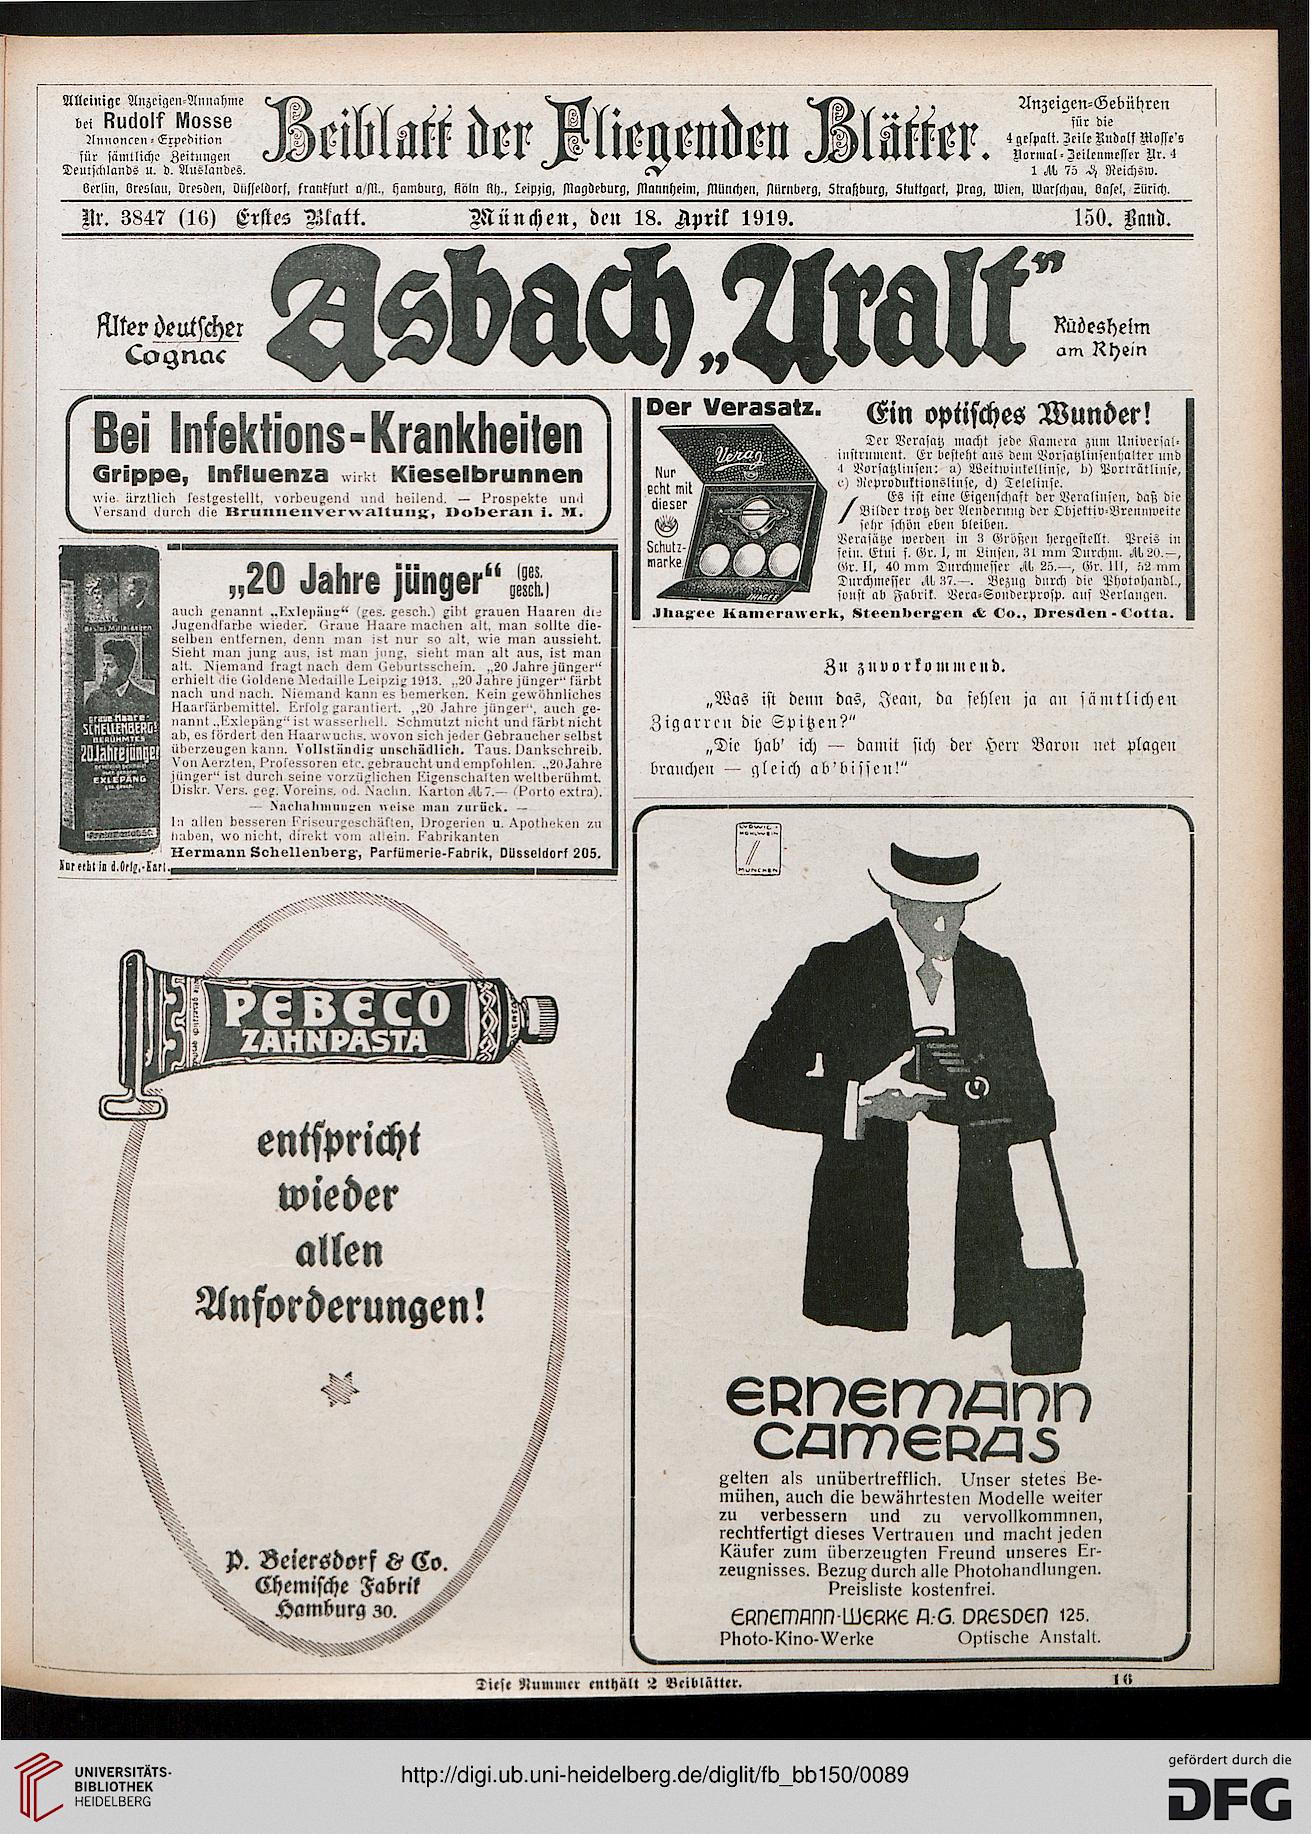 Alleinige Anzeigen-Annahme
bei Rudolf Mosse
Annoncen-Expedition
für sämtliche Zeitungen
Deutschlands u. d. Auslandes.
Beiblatt der Fliegenden Blätter.
Anzeigen-Gebühren
für die
4 gespalt. Zeile Rudolf Mosse's
Normal-Zeilenmesser Nr. 4
1 M 75 ₰ Reichsw.
Berlin, Breslau, Dresden, Düsseldorf, Frankfurt a/M., Hamburg, Köln Rh., Leipzig, Magdeburg, Mannheim, München, Nürnberg, Straßburg, Stuttgart, Prag, Wien, Warschau, Basel, Zürich.
Nr. 3847 (16) Erstes Blatt.
München, den 18. April 1919.
150. Band.
Alter deutscher
Cognac
Asbach „Uralt"
Rüdesheim
am Rhein
Bei Infektions-Krankheiten
Grippe, Influenza wirkt Kieselbrunnen
wie ärztlich festgestellt, vorbeugend und heilend. — Prospekte und
Versand durch die Brunnenverwaltung, Doberan i. M.
graue Haare
SCHELLENBERG'
BERÜHMTES
20 Jahre jünger
EXLEPÄNG
Nur echt in d. Orig.-Kart.
„20 Jahre jünger“ (ges.
gesch.)
auch genannt „Exlepäng“ (ges. gesch.) gibt grauen Haaren die
Jugendfarbe wieder. Graue Haare machen alt, man sollte die-
selben entfernen, denn man ist nur so alt, wie man aussieht.
Sieht man jung aus, ist man jung, sieht man alt aus, ist man
alt. Niemand fragt nach dem Geburtsschein. „20 Jahre jünger“
erhielt die Goldene Medaille Leipzig 1913. „20 Jahre jünger“ färbt
nach und nach. Niemand kann es bemerken. Kein gewöhnliches
Haarfärbemittel. Erfolg garantiert. „20 Jahre jünger“, auch ge-
nannt „Exlepäng“ ist wasserhell. Schmutzt nicht und färbt nicht
ab, es fördert den Haarwuchs, wovon sich jeder Gebraucher selbst
überzeugen kann. Vollständig unschädlich. Taus. Dankschreib.
Von Aerzten, Professoren etc. gebraucht und empfohlen. „20 Jahre
jünger“ ist durch seine vorzüglichen Eigenschaften weltberühmt.
Diskr. Vers. geg. Voreins. od. Nachn. Karton M 7.— (Porto extra).
— Nachahmungen weise man zurück. —
In allen besseren Friseurgeschäften, Drogerien u. Apotheken zu
haben, wo nicht, direkt vom allein. Fabrikanten
Hermann Schellenberg, Parfümerie-Fabrik, Düsseldorf 205.
Der Verasatz.
Nur
echt mit
dieser
Schutz-
marke.
Vera
IHAGEE
Ein optisches Wunder!
Der Verasatz macht jede Kamera zum Universal-
instrument. Er besteht aus dem Vorsatzlinsenhalter und
4 Vorsatzlinsen: a) Weitwinkellinse, b) Porträtlinse,
c) Reproduktionslinse, d) Telelinse.
Es ist eine Eigenschaft der Veralinsen, daß die
Bilder trotz der Aenderung der Objektiv-Brennweite
sehr schön eben bleiben.
Verasätze werden in 3 Größen hergestellt. Preis in
fein. Etui f. Gr. I, m Linsen, 31 mm Durchm. M 20.—,
Gr. II, 40 mm Durchmesser M 25.—, Gr. III, 52 mm
Durchmesser M 37.—. Bezug durch die Photohandl.,
sonst ab Fabrik. Vera-Sonderprosp. auf Verlangen.
Jhagee Kamerawerk, Steenbergen & Co., Dresden-Cotta.
Zu zuvorkommend.
„Was ist denn das, Jean, da fehlen ja an sämtlichen
Zigarren die Spitzen?“
„Die hab' ich — damit sich der Herr Baron net plagen
brauchen — gleich ab'bissen!“
PEBECO
ZAHNPASTA
entspricht
wieder
allen
Anforderungen!
P. Beiersdorf & Co.
Chemische Fabrik
Hamburg 30.
LUDWIG
HOHLWEIN
MÜNCHEN
ERNEMANN
CAMERAS
gelten als unübertrefflich. Unser stetes Be-
mühen, auch die bewährtesten Modelle weiter
zu verbessern und zu vervollkommnen,
rechtfertigt dieses Vertrauen und macht jeden
Käufer zum überzeugten Freund unseres Er-
zeugnisses. Bezug durch alle Photohandlungen.
Preisliste kostenfrei.
ERNEMANN-WERKE A.-G. DRESDEN 125.
Photo-Kino-Werke Optische Anstalt.
Diese Nummer enthält 2 Beiblätter.
16
UNIVERSITÄTS-
BIBLIOTHEK
HEIDELBERG
http://digi.ub.uni-heidelberg.de/diglit/fb_bb150/0089
gefördert durch die
DFG